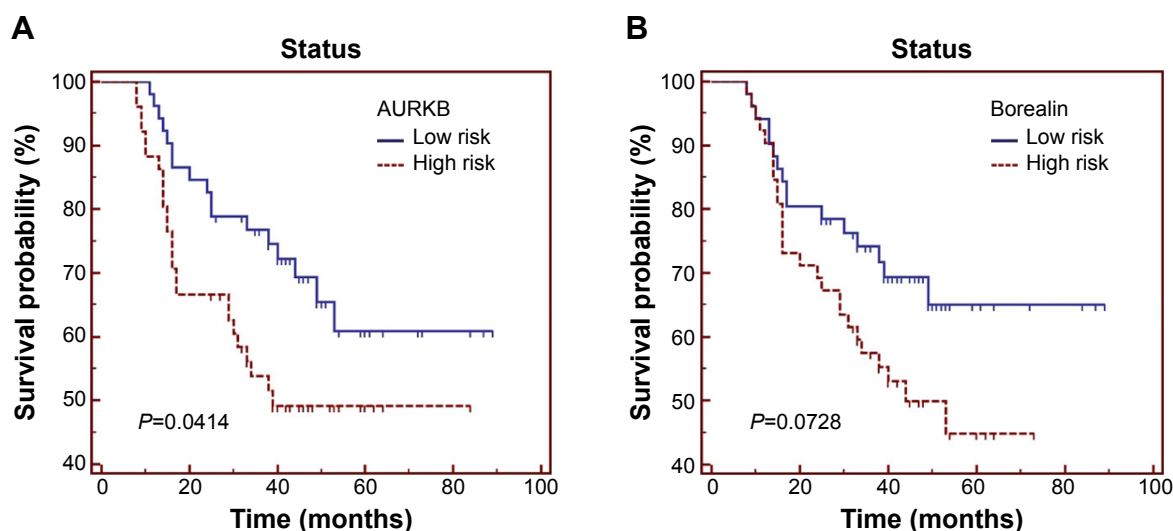 A
Status
AURKB
Low risk
High risk
P=0.0414
Survival probability (%)
100
90
80
70
60
50
40
0 20 40 60 80 100
Time (months)
B
Status
Borealin
Low risk
High risk
P=0.0728
Survival probability (%)
100
90
80
70
60
50
40
0 20 40 60 80 100
Time (months)